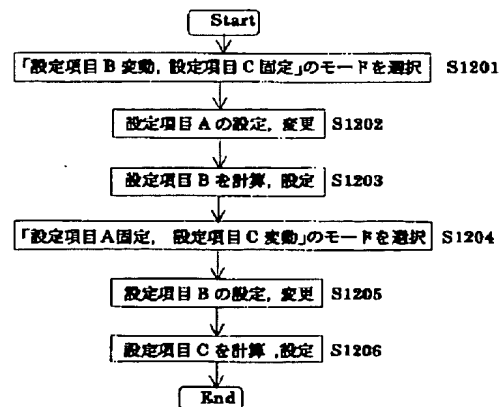 Start
「設定項目B変動, 設定項目C固定」のモードを選択 S1201
設定項目Aの設定, 変更 S1202
設定項目Bを計算, 設定 S1203
「設定項目A固定, 設定項目C変動」のモードを選択 S1204
設定項目Bの設定, 変更 S1205
設定項目Cを計算 ,設定 S1206
End